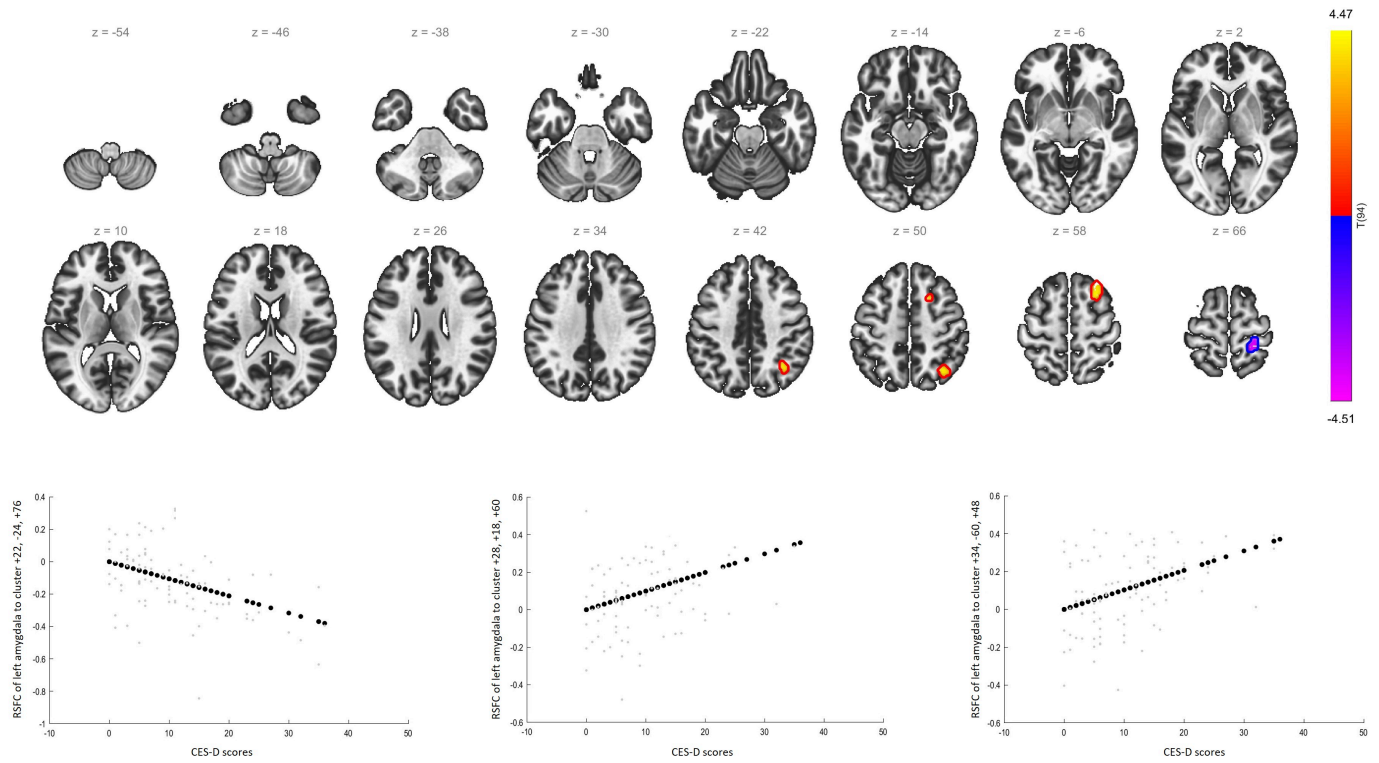 4.47
z = -54 z = -46 z = -38 z = -30 z = -22 z = -14 z = -6 z = 2
T(94)
z = 10 z = 18 z = 26 z = 34 z = 42 z = 50 z = 58 z = 66
-4.51
RSFC of left amygdala to cluster +22, -24, +76
0.4
0.2
0
-0.2
-0.4
-0.6
-0.8
-1
-10 0 10 20 30 40 50
CES-D scores
RSFC of left amygdala to cluster +28, +18, +60
0.6
0.4
0.2
0
-0.2
-0.4
-0.6
-10 0 10 20 30 40 50
CES-D scores
RSFC of left amygdala to cluster +34, -60, +48
0.6
0.4
0.2
0
-0.2
-0.4
-0.6
-10 0 10 20 30 40 50
CES-D scores